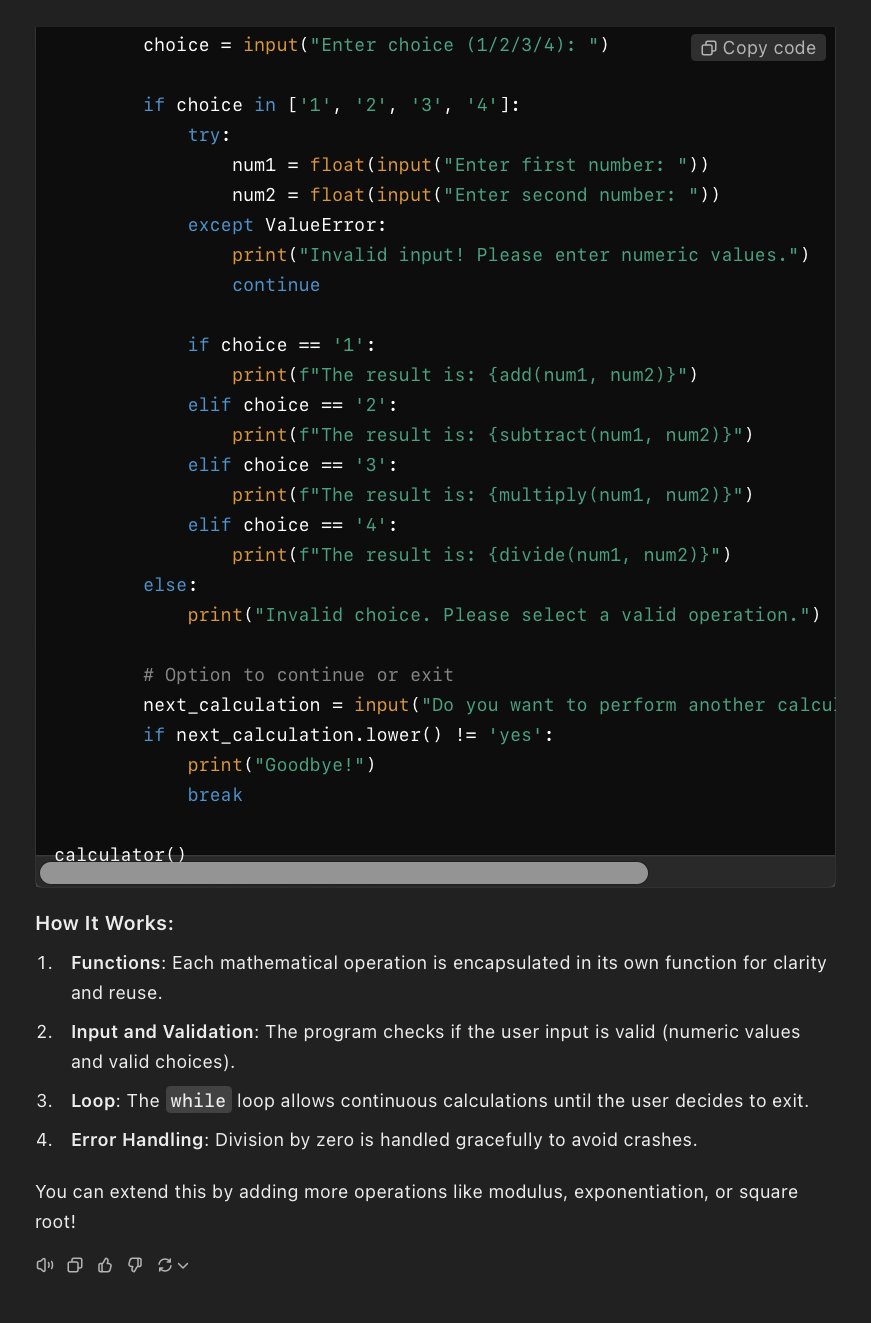 choice = input("Enter choice (1/2/3/4): ")
Copy code
if choice in ['1', '2', '3', '4']:
try:
num1 = float(input("Enter first number: "))
num2 = float(input("Enter second number: "))
except ValueError:
print("Invalid input! Please enter numeric values.")
continue
if choice == '1':
print(f"The result is: {add(num1, num2)}")
elif choice == '2':
print(f"The result is: {subtract(num1, num2)}")
elif choice == '3':
print(f"The result is: {multiply(num1, num2)}")
elif choice == '4':
print(f"The result is: {divide(num1, num2)}")
else:
print("Invalid choice. Please select a valid operation.")
# Option to continue or exit
next_calculation = input("Do you want to perform another calcul
if next_calculation.lower() != 'yes':
print("Goodbye!")
break
calculator()
How It Works:
1. Functions: Each mathematical operation is encapsulated in its own function for clarity
and reuse.
2. Input and Validation: The program checks if the user input is valid (numeric values
and valid choices).
3. Loop: The while loop allows continuous calculations until the user decides to exit.
4. Error Handling: Division by zero is handled gracefully to avoid crashes.
You can extend this by adding more operations like modulus, exponentiation, or square
root!